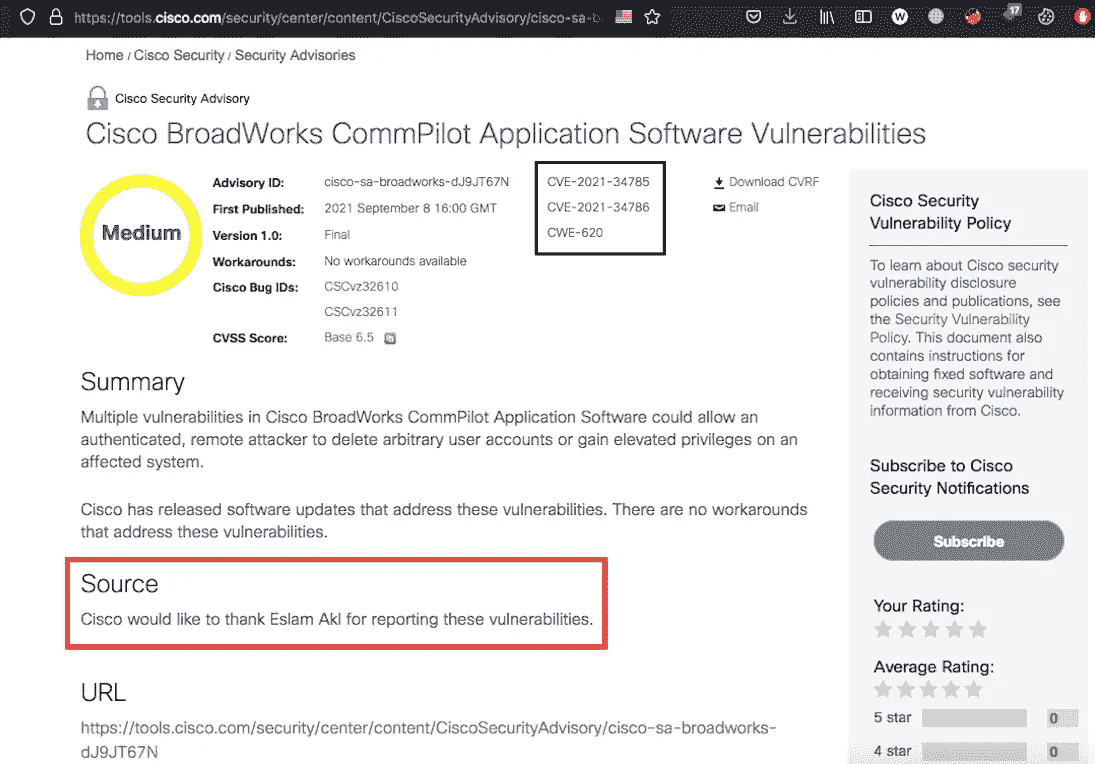 https://tools.cisco.com/security/center/content/CiscoSecurityAdvisory/cisco-sa-b
17
Home / Cisco Security / Security Advisories
Cisco Security Advisory
Cisco BroadWorks CommPilot Application Software Vulnerabilities
Medium
Advisory ID: cisco-sa-broadworks-dJ9JT67N
First Published: 2021 September 8 16:00 GMT
Version 1.0: Final
Workarounds: No workarounds available
Cisco Bug IDs: CSCvz32610
CSCvz32611
CVSS Score: Base 6.5
CVE-2021-34785
CVE-2021-34786
CWE-620
Download CVRF
Email
Summary
Multiple vulnerabilities in Cisco BroadWorks CommPilot Application Software could allow an
authenticated, remote attacker to delete arbitrary user accounts or gain elevated privileges on an
affected system.
Cisco has released software updates that address these vulnerabilities. There are no workarounds
that address these vulnerabilities.
Source
Cisco would like to thank Eslam Akl for reporting these vulnerabilities.
URL
https://tools.cisco.com/security/center/content/CiscoSecurityAdvisory/cisco-sa-broadworks-
dJ9JT67N
Cisco Security
Vulnerability Policy
To learn about Cisco security
vulnerability disclosure
policies and publications, see
the Security Vulnerability
Policy. This document also
contains instructions for
obtaining fixed software and
receiving security vulnerability
information from Cisco.
Subscribe to Cisco
Security Notifications
Subscribe
Your Rating:
Average Rating:
5 star 0
4 star 0